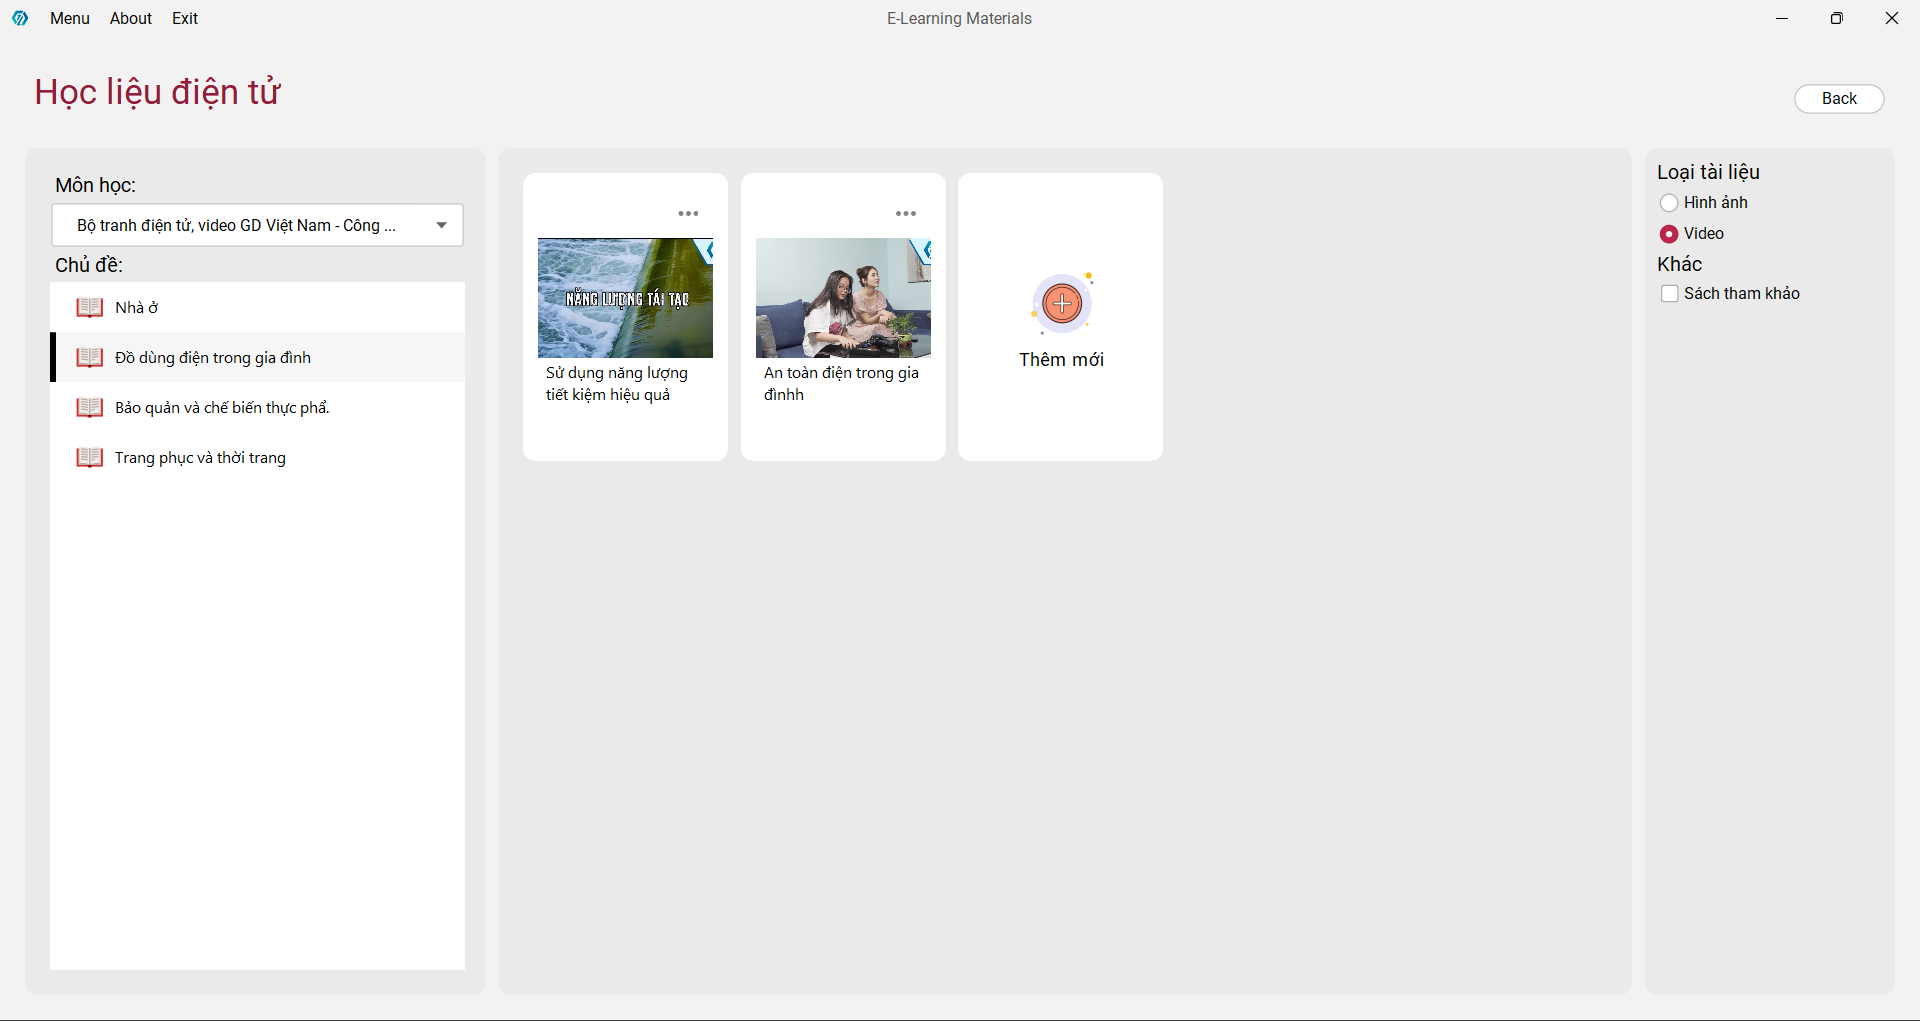 Menu About Exit
E-Learning Materials
Học liệu điện tử
Back
Môn học:
Bộ tranh điện tử, video GD Việt Nam - Công ...
Chủ đề:
Nhà ở
Đồ dùng điện trong gia đình
Bảo quản và chế biến thực phẩ.
Trang phục và thời trang
NĂNG LƯỢNG TÁI TẠO
Sử dụng năng lượng
tiết kiệm hiệu quả
An toàn điện trong gia
đìnhh
Thêm mới
Loại tài liệu
Hình ảnh
Video
Khác
Sách tham khảo